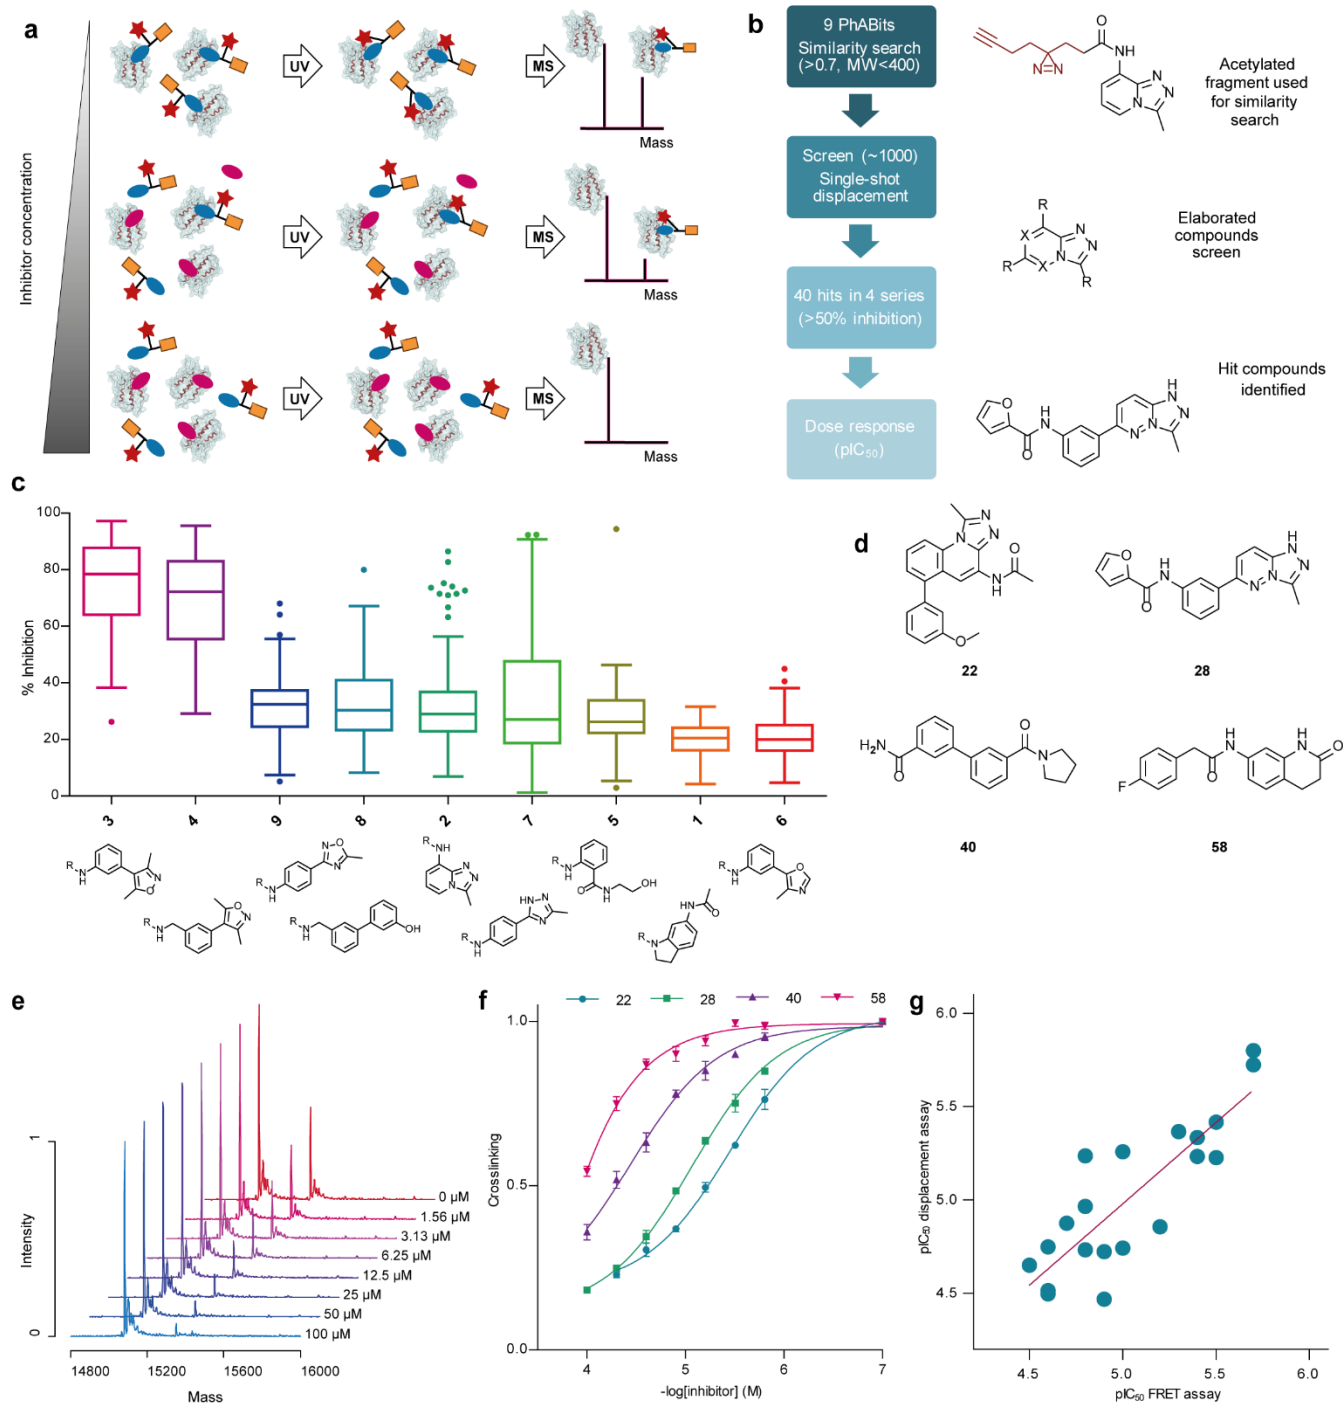 a
Inhibitor concentration
UV
MS
Mass
UV
MS
Mass
UV
MS
Mass
b
9 PhABits
Similarity search
(>0.7, MW<400)
Screen (~1000)
Single-shot
displacement
40 hits in 4 series
(>50% inhibition)
Dose response
(pIC50)
O
NH
N=N
N
N
N
CH3
Acetylated
fragment used
for similarity
search
R
X
N
N
R
X
N
R
Elaborated
compounds
screen
Hit compounds
identified
O
H
N
O
H
N
N
N
N
CH3
c
% Inhibition
100
80
60
40
20
0
3
4
9
8
2
7
5
1
6
d
22
28
40
58
e
Intensity
1
0
0 µM
1.56 µM
3.13 µM
6.25 µM
12.5 µM
25 µM
50 µM
100 µM
14800
15200
15600
16000
Mass
f
22
28
40
58
Crosslinking
1.0
0.5
0.0
4
5
6
7
-log[inhibitor] (M)
g
pIC50 displacement assay
6.0
5.5
5.0
4.5
4.5
5.0
5.5
6.0
pIC50 FRET assay